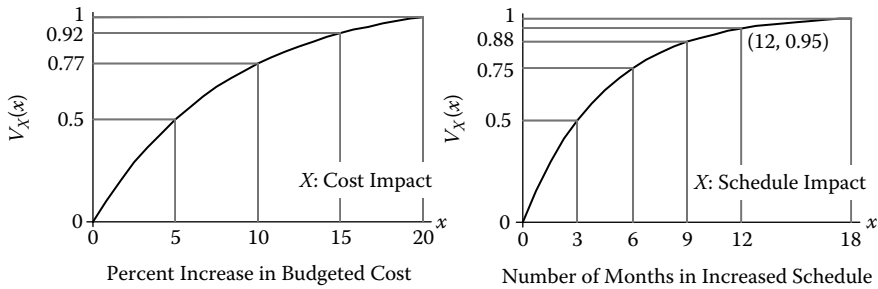 1
0.92
0.77
0.5
0
V_X(x)
X: Cost Impact
0 5 10 15 20 x
Percent Increase in Budgeted Cost
1
0.88
0.75
0.5
0
V_X(x)
(12, 0.95)
X: Schedule Impact
0 3 6 9 12 18 x
Number of Months in Increased Schedule